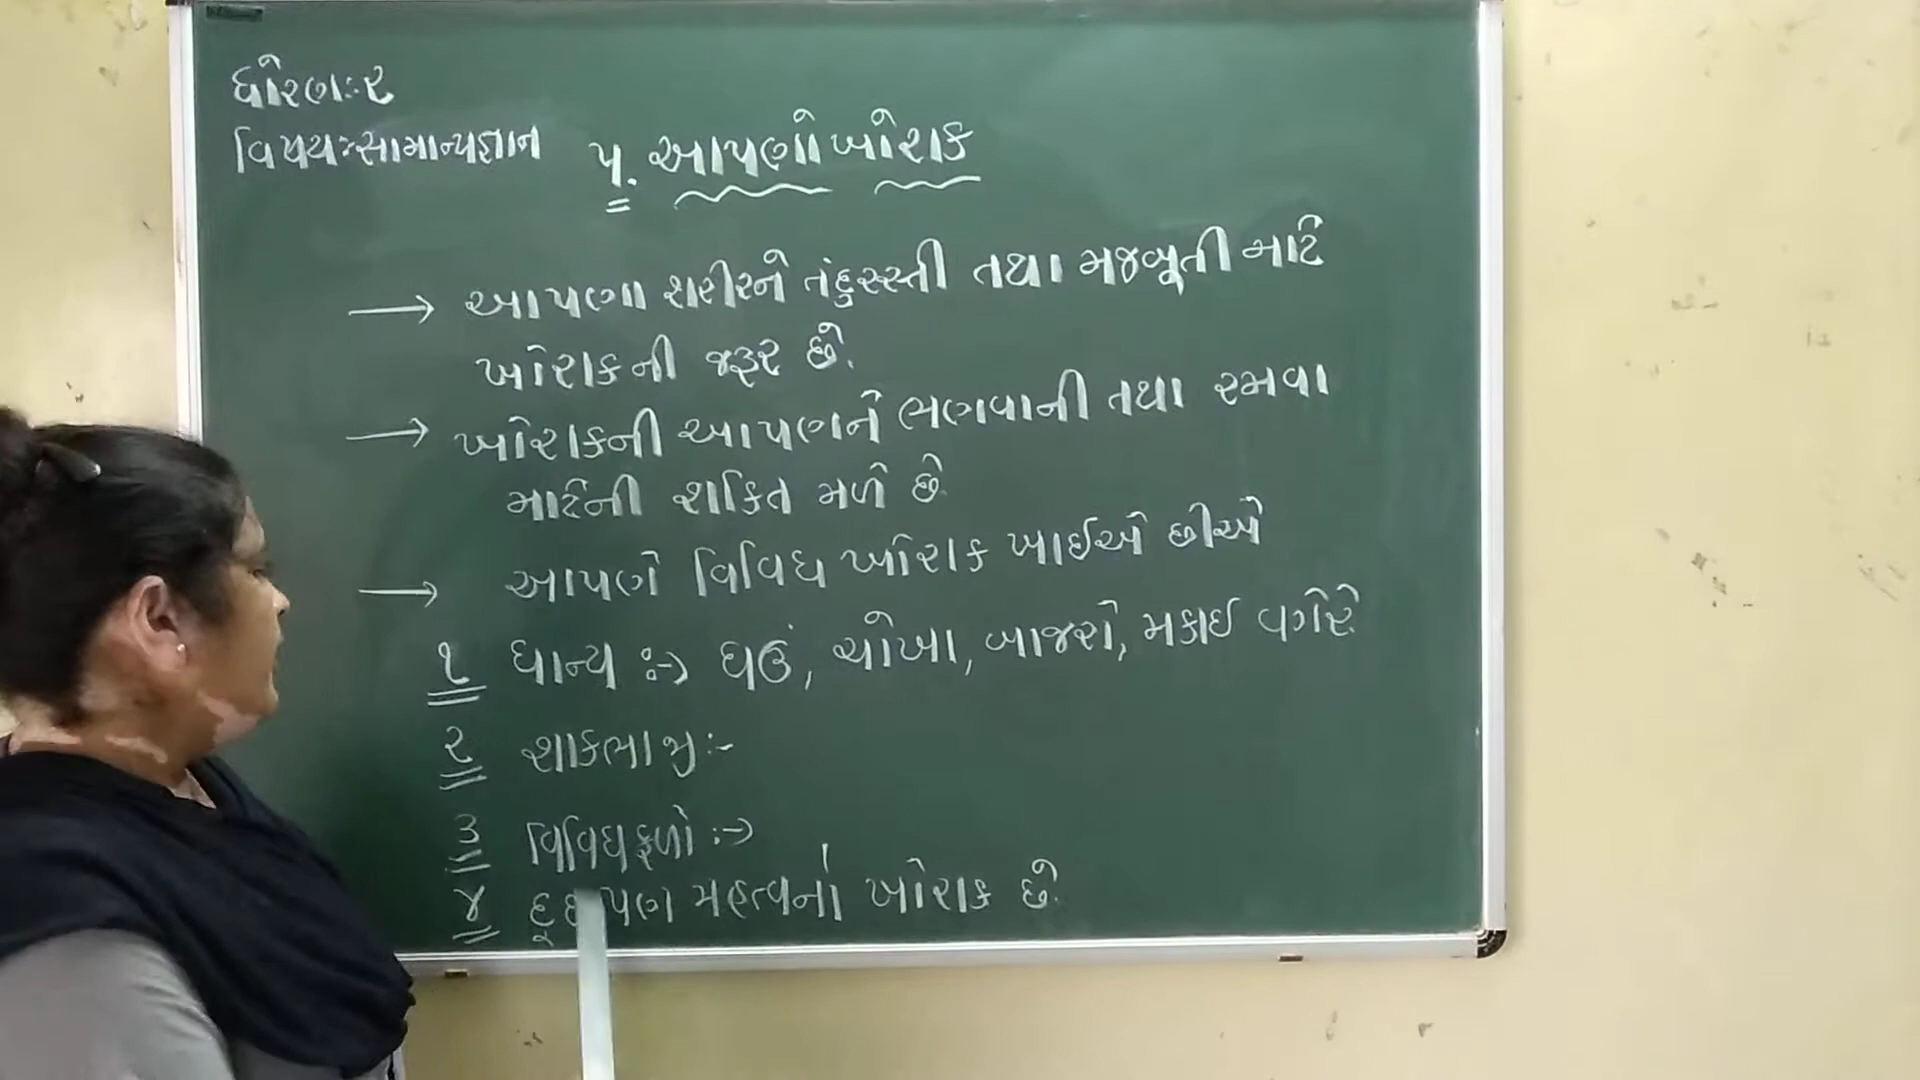 ધોરણ:-૨
વિષય:-સામાન્યજ્ઞાન
૫. આપણો ખોરાક
→ આપણા શરીરને તંદુરસ્તી તથા મજબૂતી માટે
ખોરાકની જરૂર છે.
→ ખોરાકની આપણને ભણવાની તથા રમવા
માટેની શક્તિ મળે છે
→ આપણે વિવિધ ખોરાક ખાઈએ છીએ
૧ ધાન્ય :-> ઘઉં, ચોખા, બાજરો, મકાઈ વગેરે.
૨ શાકભાજી:-
૩ વિવિધ ફળો :->
૪ દૂધ પણ મહત્વનો ખોરાક છે.